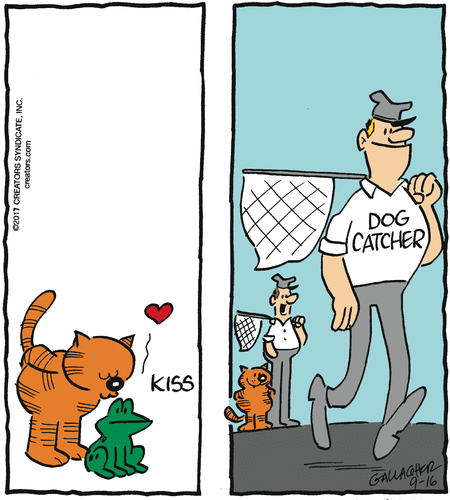 ©2017 CREATORS SYNDICATE, INC.
creators.com
KISS
DOG
CATCHER
GALLAGHER
9-16